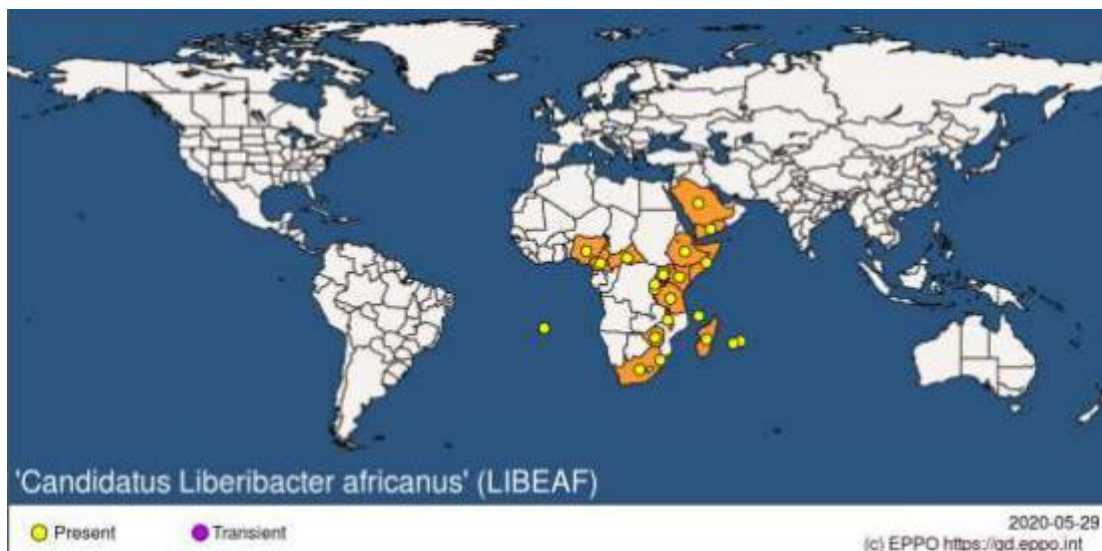 'Candidatus Liberibacter africanus' (LIBEAF)
Present
Transient
2020-05-29
(c) EPPO https://gd.eppo.int